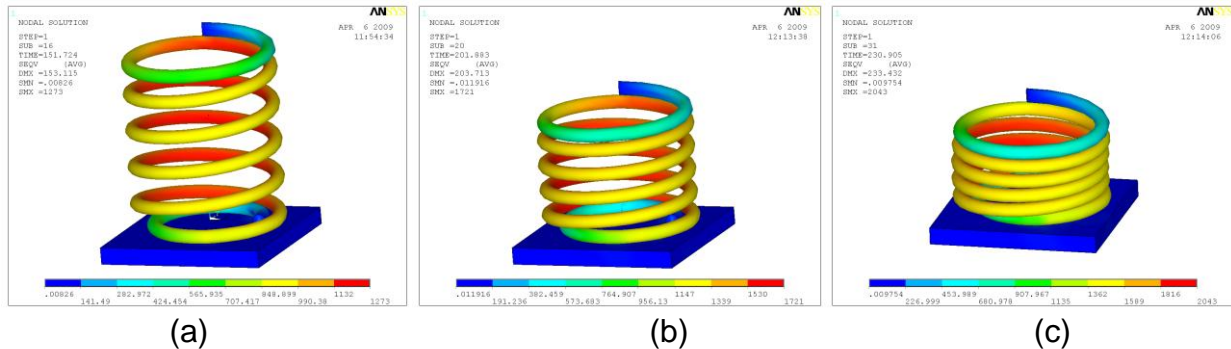 1
ANSYS
NODAL SOLUTION
APR 6 2009
11:54:34
STEP=1
SUB =16
TIME=151.724
SEQV (AVG)
DMX =153.115
SMN =.00826
SMX =1273
.00826 282.972 565.935 848.899 1132
141.49 424.454 707.417 990.38 1273
(a)
1
ANSYS
NODAL SOLUTION
APR 6 2009
12:13:38
STEP=1
SUB =20
TIME=201.883
SEQV (AVG)
DMX =203.713
SMN =.011916
SMX =1721
.011916 382.459 764.907 1147 1530
191.236 573.683 956.13 1339 1721
(b)
1
ANSYS
NODAL SOLUTION
APR 6 2009
12:14:06
STEP=1
SUB =31
TIME=230.905
SEQV (AVG)
DMX =233.432
SMN =.009754
SMX =2043
.009754 453.989 907.967 1362 1816
226.999 680.978 1135 1589 2043
(c)